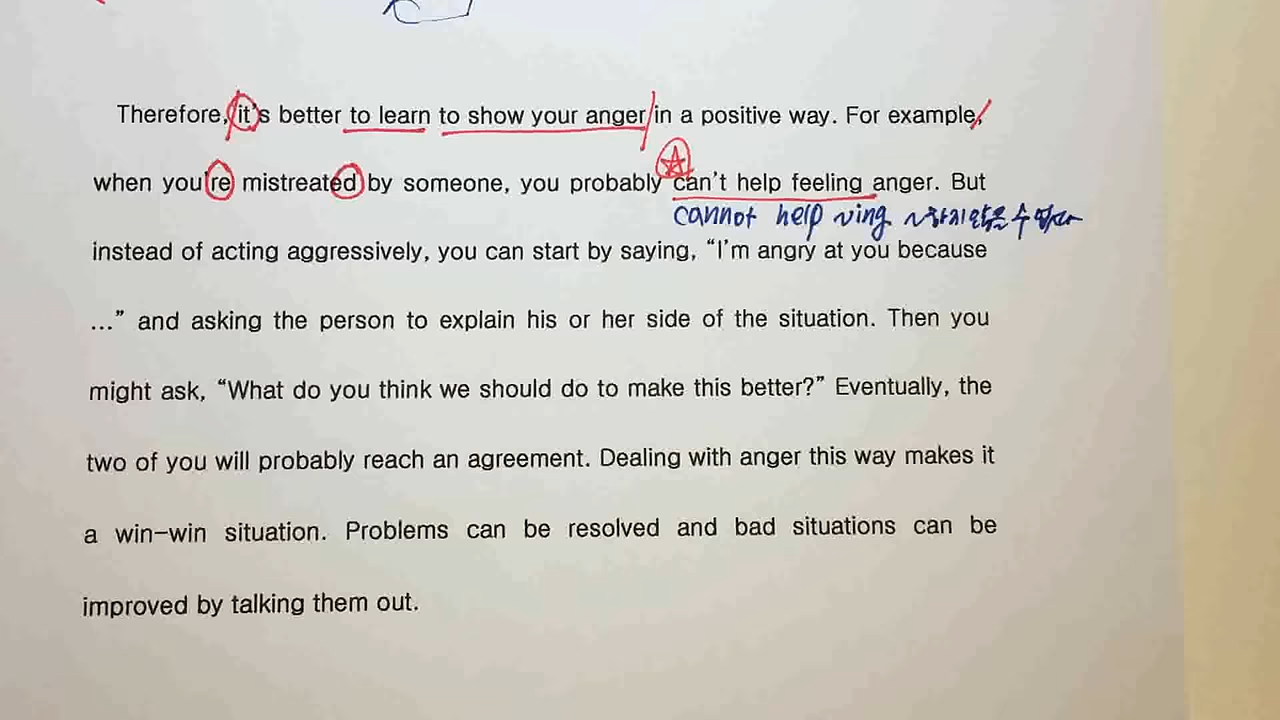 Therefore, it's better to learn to show your anger in a positive way. For example,
when you're mistreated by someone, you probably can't help feeling anger. But
cannot help ~ing ~하지않을 수 없다
instead of acting aggressively, you can start by saying, “I'm angry at you because
...” and asking the person to explain his or her side of the situation. Then you
might ask, “What do you think we should do to make this better?” Eventually, the
two of you will probably reach an agreement. Dealing with anger this way makes it
a win-win situation. Problems can be resolved and bad situations can be
improved by talking them out.